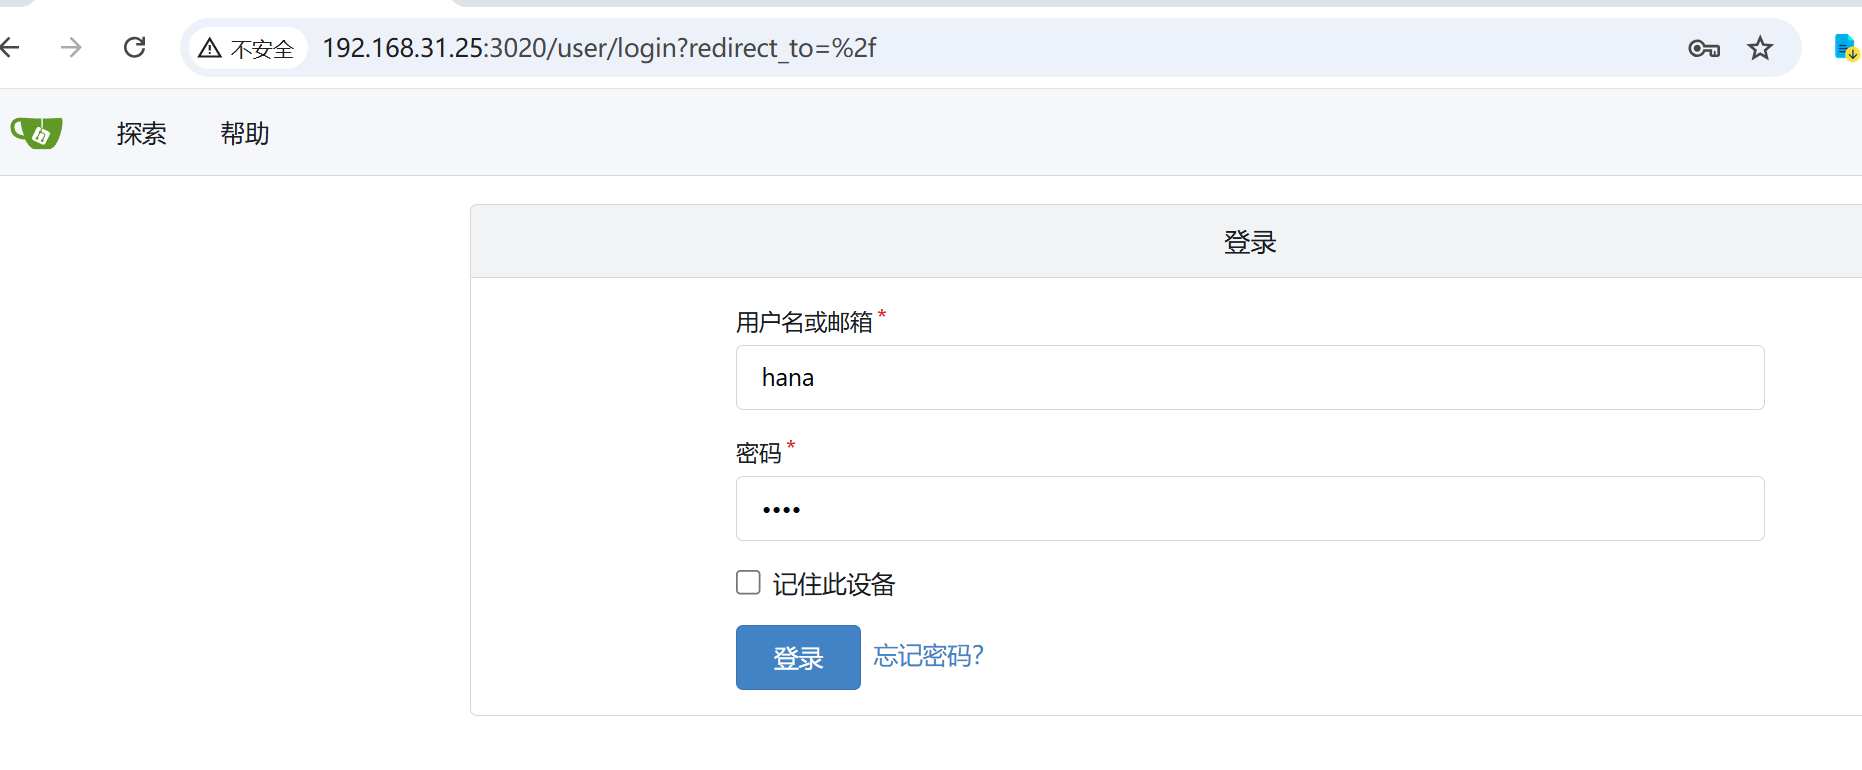 不安全 192.168.31.25:3020/user/login?redirect_to=%2f
探索 帮助
登录
用户名或邮箱 *
hana
密码 *
••••
记住此设备
登录 忘记密码?